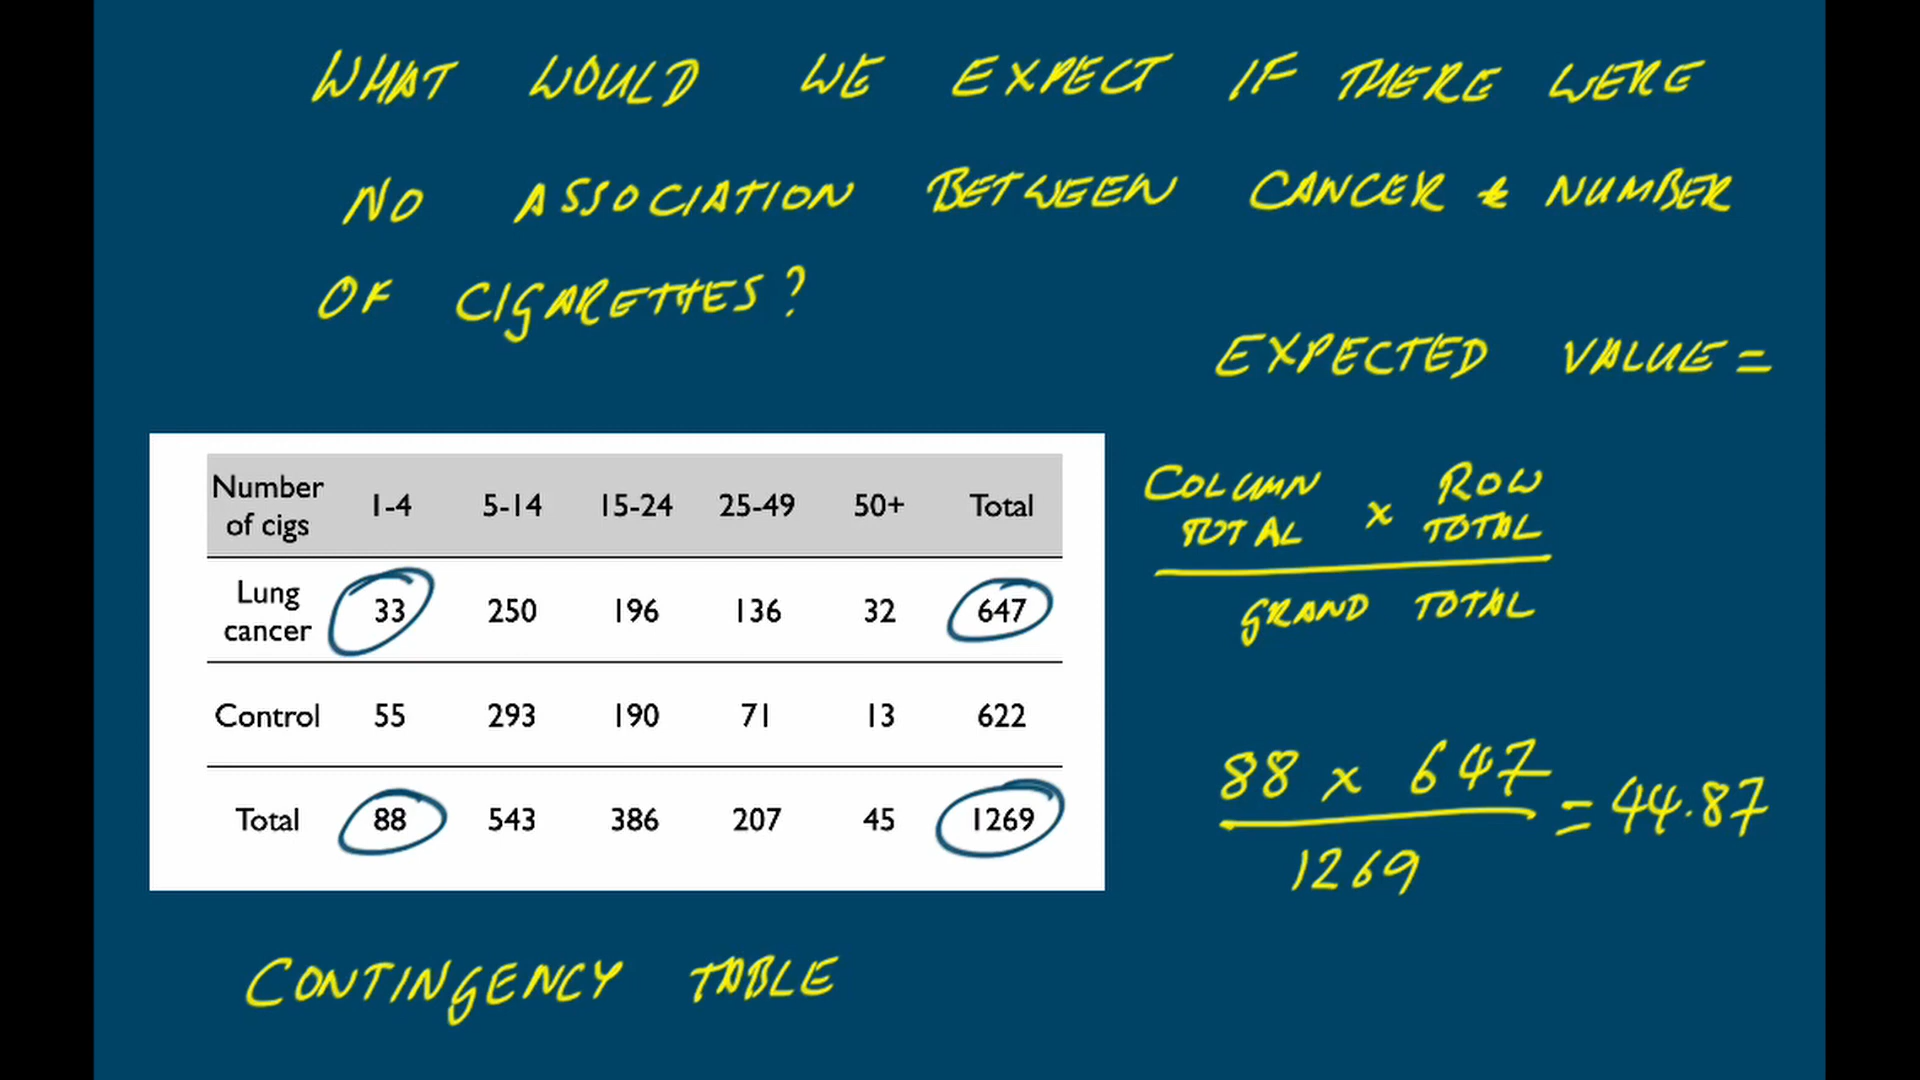 WHAT WOULD WE EXPECT IF THERE WERE
NO ASSOCIATION BETWEEN CANCER & NUMBER
OF CIGARETTES?
EXPECTED VALUE =
COLUMN TOTAL × ROW TOTAL
GRAND TOTAL
Number of cigs 1-4 5-14 15-24 25-49 50+ Total
Lung cancer 33 250 196 136 32 647
Control 55 293 190 71 13 622
Total 88 543 386 207 45 1269
88 × 647 = 44.87
1269
CONTINGENCY TABLE